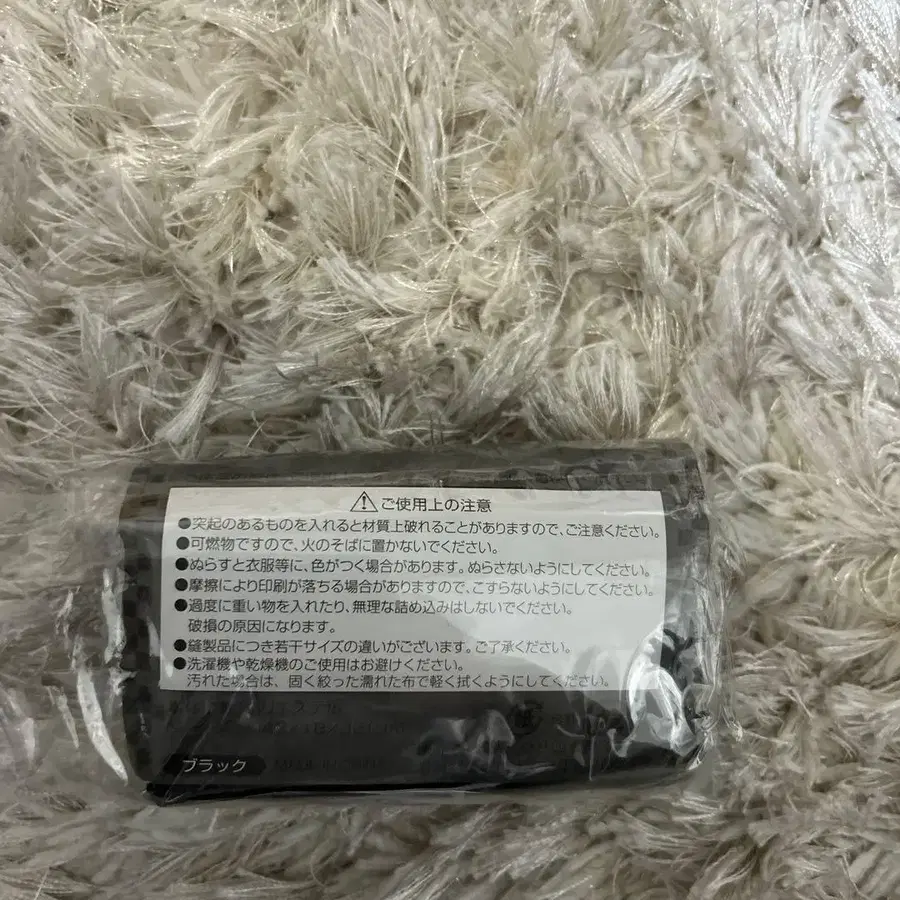 ⚠ご使用上の注意
●突起のあるものを入れると材質上破れることがありますので、ご注意ください。
●可燃物ですので、火のそばに置かないでください。
●ぬらすと衣服等に、色がつく場合があります。ぬらさないようにしてください。
●摩擦により印刷が落ちる場合がありますので、こすらないようにしてください。
●過度に重い物を入れたり、無理な詰め込みはしないでください。
破損の原因になります。
●縫製品につき若干サイズの違いがございます。ご了承ください。
●洗濯機や乾燥機のご使用はお避けください。
汚れた場合は、固く絞った濡れた布で軽く拭くようにしてください。
ブラック